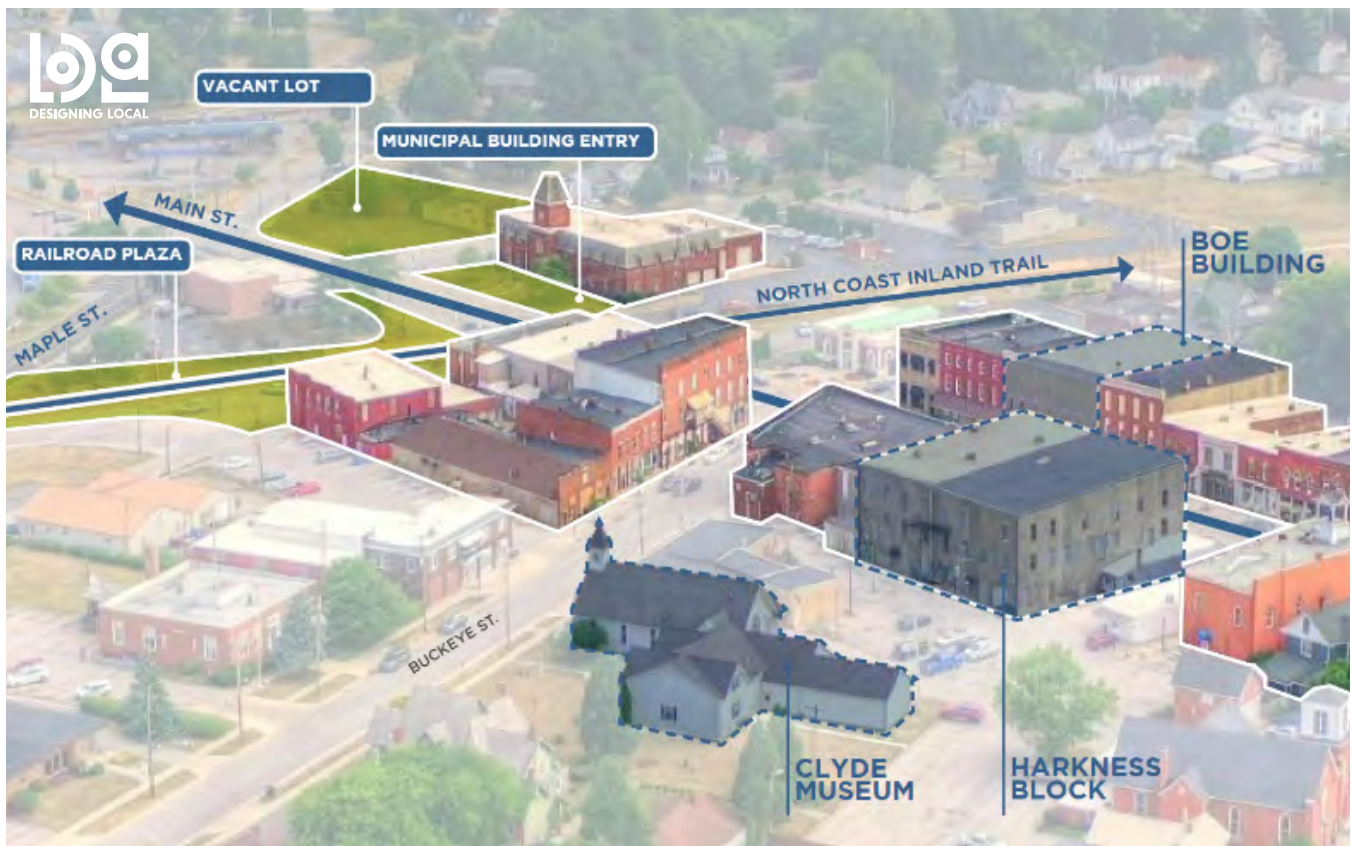 LDA
DESIGNING LOCAL
VACANT LOT
MUNICIPAL BUILDING ENTRY
MAIN ST.
RAILROAD PLAZA
MAPLE ST.
NORTH COAST INLAND TRAIL
BOE
BUILDING
BUCKEYE ST.
CLYDE
MUSEUM
HARKNESS
BLOCK